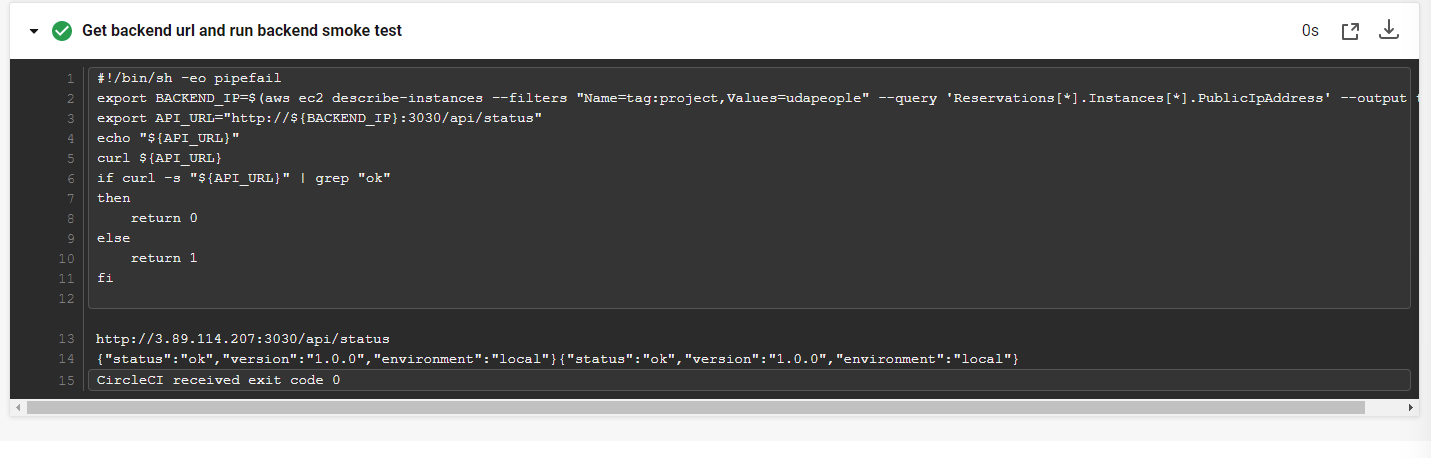 Get backend url and run backend smoke test 0s
1 #!/bin/sh -eo pipefail
2 export BACKEND_IP=$(aws ec2 describe-instances --filters "Name=tag:project,Values=udapeople" --query 'Reservations[*].Instances[*].PublicIpAddress' --output
3 export API_URL="http://${BACKEND_IP}:3030/api/status"
4 echo "${API_URL}"
5 curl ${API_URL}
6 if curl -s "${API_URL}" | grep "ok"
7 then
8 return 0
9 else
10 return 1
11 fi
12
13 http://3.89.114.207:3030/api/status
14 {"status":"ok","version":"1.0.0","environment":"local"}{"status":"ok","version":"1.0.0","environment":"local"}
15 CircleCI received exit code 0